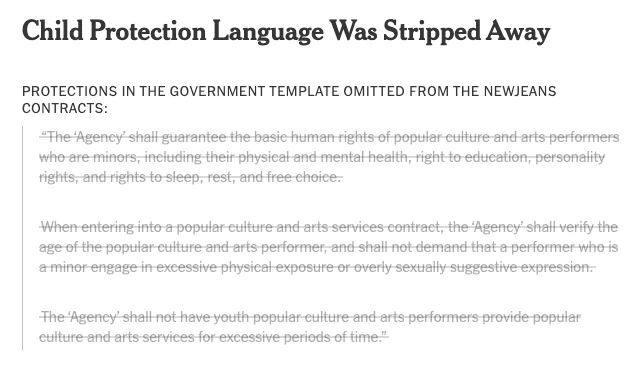 Child Protection Language Was Stripped Away
PROTECTIONS IN THE GOVERNMENT TEMPLATE OMITTED FROM THE NEWJEANS
CONTRACTS:
“The ‘Agency’ shall guarantee the basic human rights of popular culture and arts performers
who are minors, including their physical and mental health, right to education, personality
rights, and rights to sleep, rest, and free choice.
When entering into a popular culture and arts services contract, the ‘Agency’ shall verify the
age of the popular culture and arts performer, and shall not demand that a performer who is
a minor engage in excessive physical exposure or overly sexually suggestive expression.
The ‘Agency’ shall not have youth popular culture and arts performers provide popular
culture and arts services for excessive periods of time.”